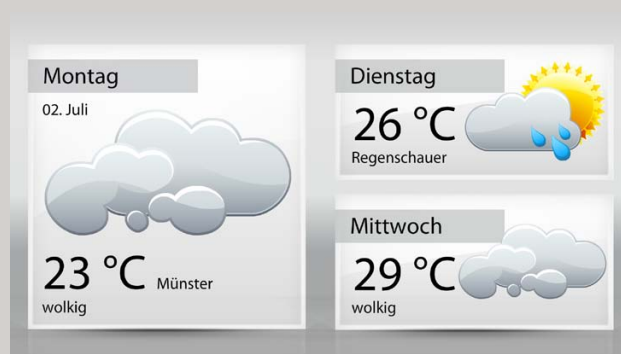 Montag
02. Juli
23 °C Münster
wolkig
Dienstag
26 °C
Regenschauer
Mittwoch
29 °C
wolkig